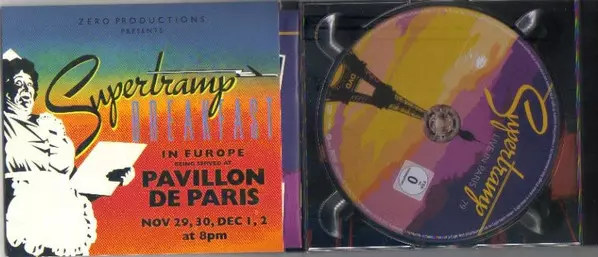 ZERO PRODUCTIONS
PRESENTS
Supertramp
BREAKFAST
IN EUROPE
BEING SERVED AT
PAVILLON
DE PARIS
NOV 29, 30, DEC 1, 2
at 8pm
DVD
Supertramp
LIVE IN PARIS '79
0